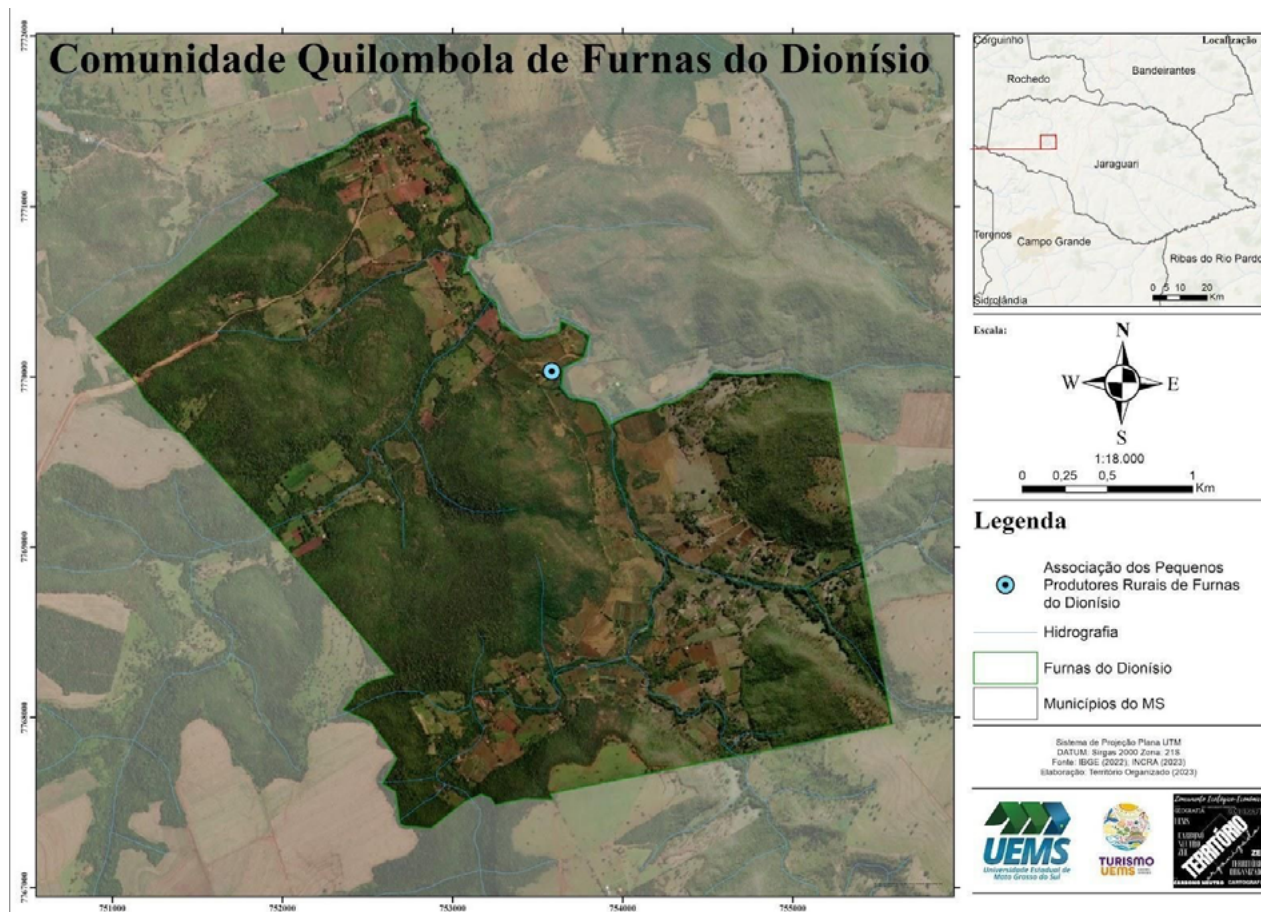 Comunidade Quilombola de Furnas do Dionísio
7772000
7771000
7770000
7769000
7768000
7767000
751000
752000
753000
754000
755000
Corguinho
Localização
Rochedo
Bandeirantes
Jaraguari
Terenos
Campo Grande
Ribas do Rio Pardo
Sidrolândia
0 5 10 20
Km
Escala:
N
W
E
S
1:18.000
0 0,25 0,5 1
Km
Legenda
Associação dos Pequenos
Produtores Rurais de Furnas
do Dionísio
Hidrografia
Furnas do Dionísio
Municípios do MS
Sistema de Projeção Plana UTM
DATUM: Sirgas 2000 Zona: 21S
Fonte: IBGE (2022); INCRA (2023)
Elaboração: Território Organizado (2023)
UEMS
Universidade Estadual de
Mato Grosso do Sul
TURISMO
UEMS
TERRITÓRIO
CARBONO NEUTRO